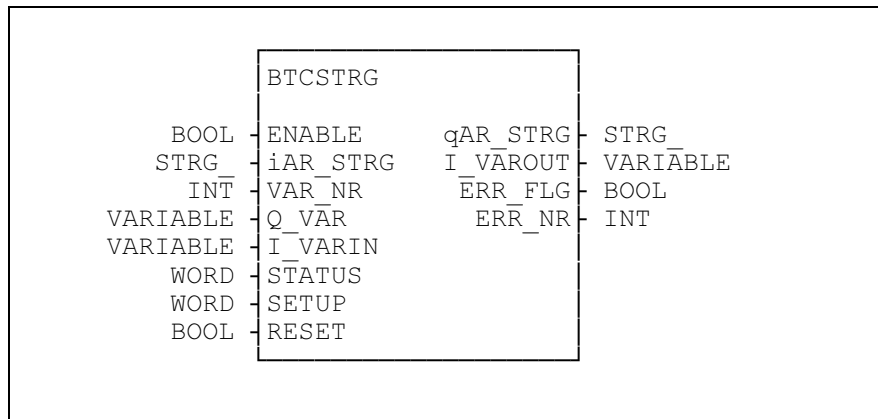 BTCSTRG
BOOL ENABLE qAR_STRG STRG_
STRG_ iAR_STRG I_VAROUT VARIABLE
INT VAR_NR ERR_FLG BOOL
VARIABLE Q_VAR ERR_NR INT
VARIABLE I_VARIN
WORD STATUS
WORD SETUP
BOOL RESET